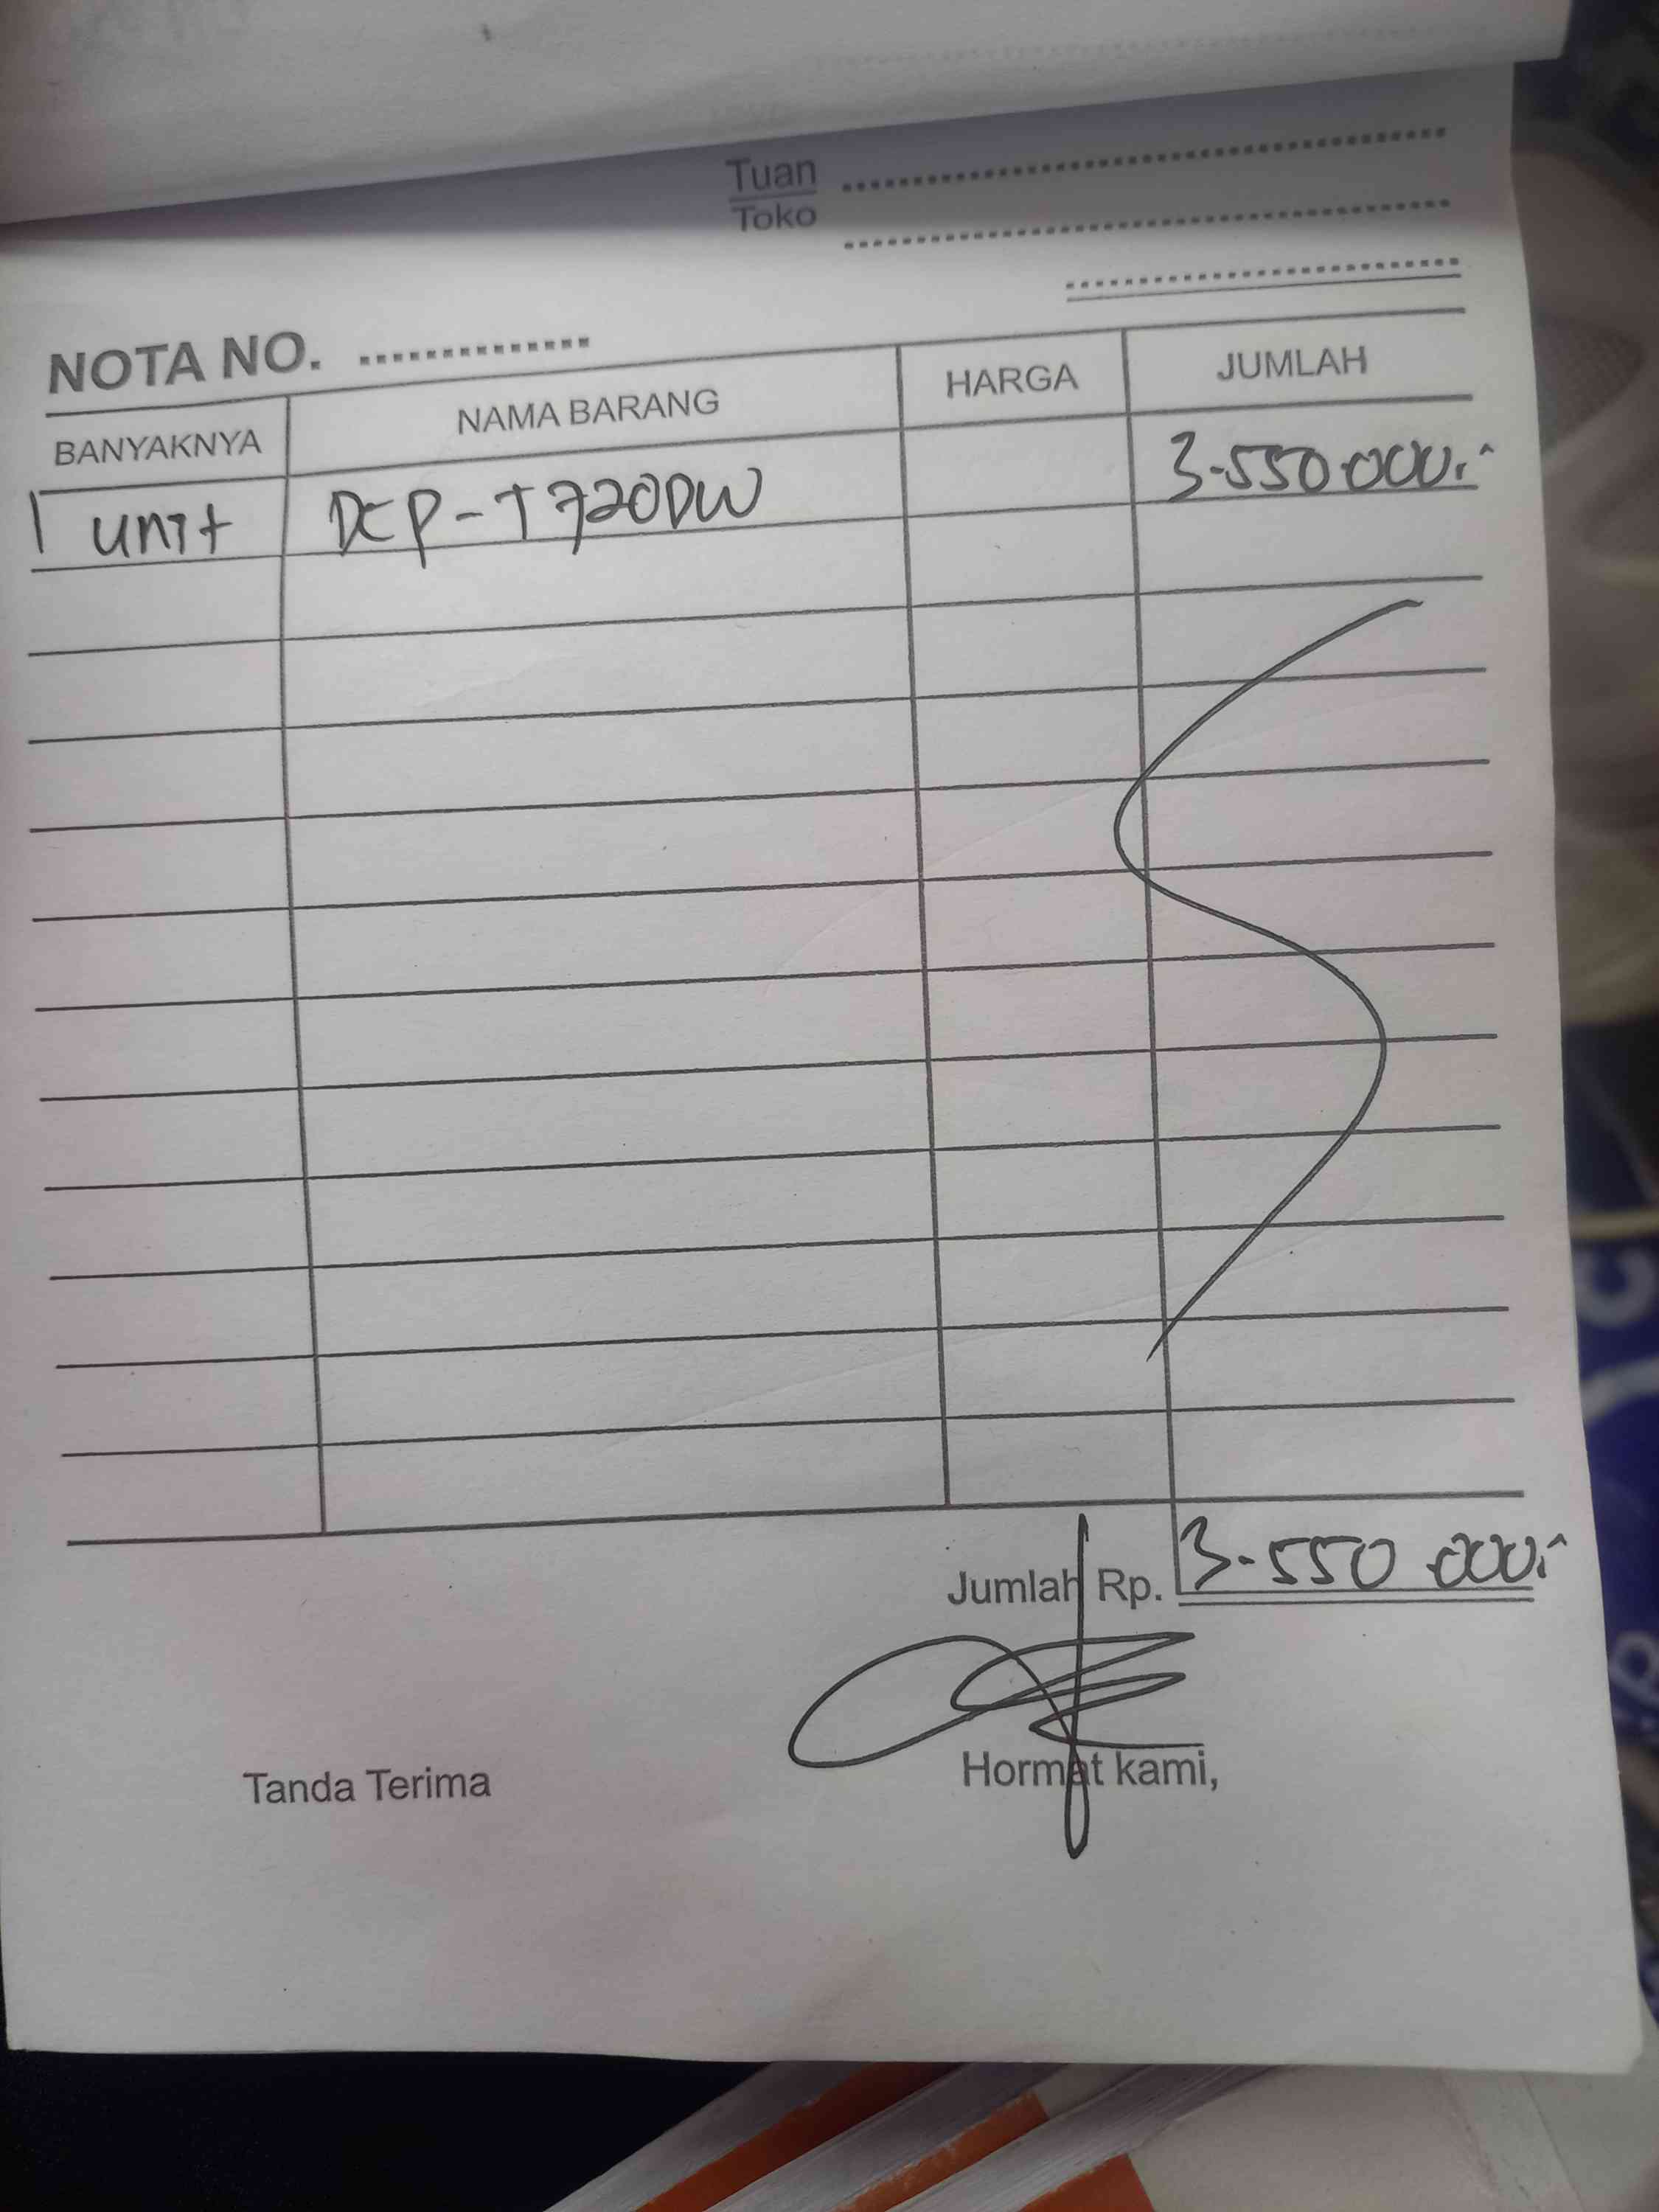 Tuan
Toko
NOTA NO.
BANYAKNYA NAMA BARANG HARGA JUMLAH
1 unit DCP-T720DW 3.550.000,-
Jumlah Rp. 3.550.000,-
Tanda Terima Hormat kami,